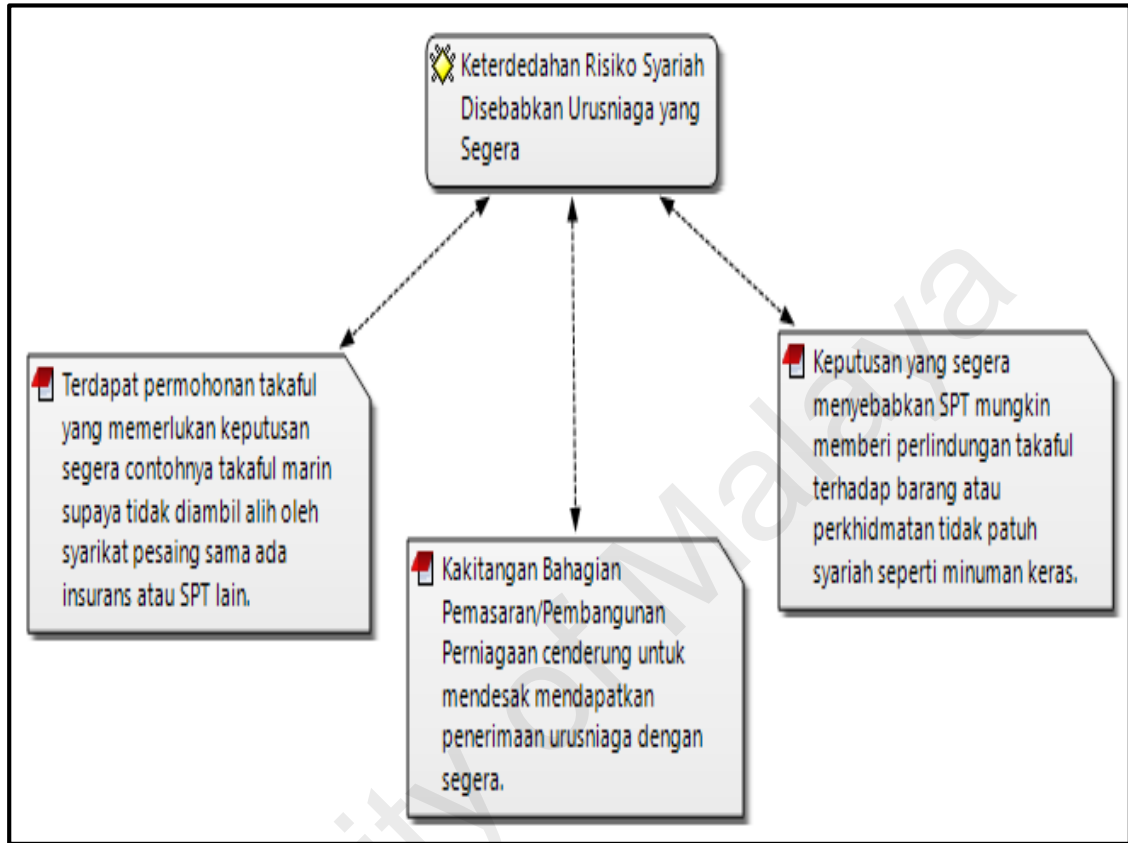 Keterdedahan Risiko Syariah
Disebabkan Urusniaga yang
Segera
Terdapat permohonan takaful
yang memerlukan keputusan
segera contohnya takaful marin
supaya tidak diambil alih oleh
syarikat pesaing sama ada
insurans atau SPT lain.
Kakitangan Bahagian
Pemasaran/Pembangunan
Perniagaan cenderung untuk
mendesak mendapatkan
penerimaan urusniaga dengan
segera.
Keputusan yang segera
menyebabkan SPT mungkin
memberi perlindungan takaful
terhadap barang atau
perkhidmatan tidak patuh
syariah seperti minuman keras.
ity of Malaya